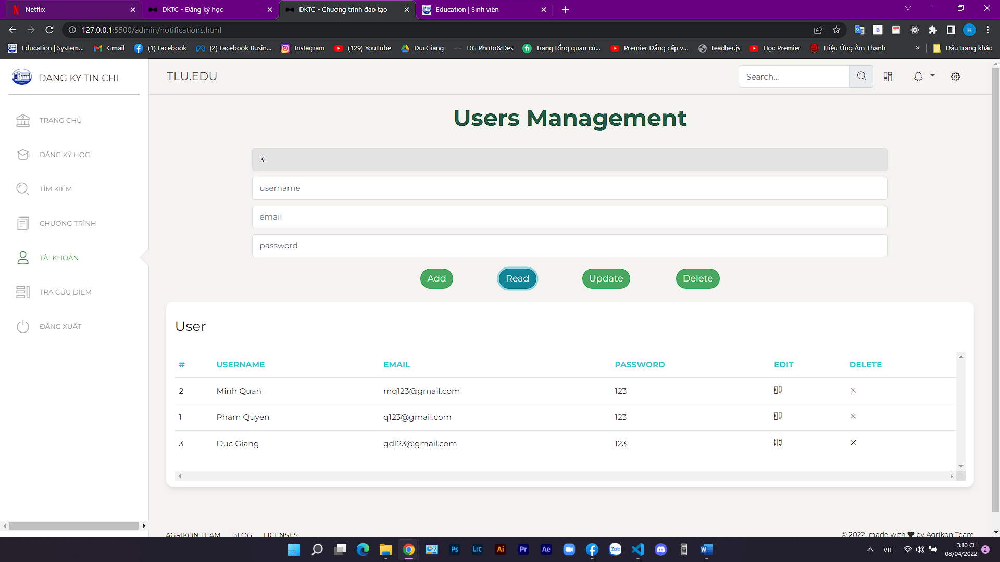 Netflix
DKTC - Đăng ký học
DKTC - Chương trình đào tạo
Education | Sinh viên
127.0.0.1:5500/admin/notifications.html
H
Education | System...
Gmail
(1) Facebook
(2) Facebook Busin...
Instagram
(129) YouTube
DucGiang
DG Photo&Des
Trang tổng quan củ...
Premier Đẳng cấp v...
teacher.js
Học Premier
Hiệu Ứng Âm Thanh
»
Dấu trang khác
DANG KY TIN CHI
TLU.EDU
Search...
TRANG CHỦ
ĐĂNG KÝ HỌC
TÌM KIẾM
CHƯƠNG TRÌNH
TÀI KHOẢN
TRA CỨU ĐIỂM
ĐĂNG XUẤT
Users Management
3
username
email
password
Add Read Update Delete
User
# USERNAME EMAIL PASSWORD EDIT DELETE
2 Minh Quan mq123@gmail.com 123
1 Pham Quyen q123@gmail.com 123
3 Duc Giang gd123@gmail.com 123
AGRIKON TEAM BLOG LICENSES
© 2022, made with ❤ by Agrikon Team
Ps
Lrc
Ai
Pr
Ae
Zalo
W
VIE
3:10 CH
08/04/2022
2